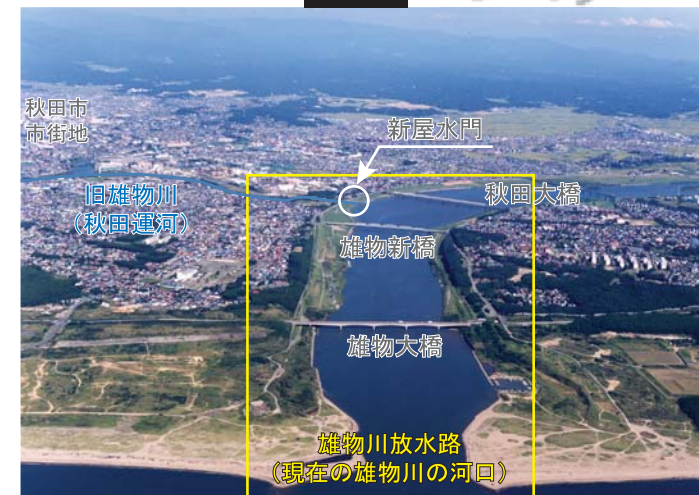 秋田市
市街地
新屋水門
旧雄物川
（秋田運河）
秋田大橋
雄物新橋
雄物大橋
雄物川放水路
（現在の雄物川の河口）